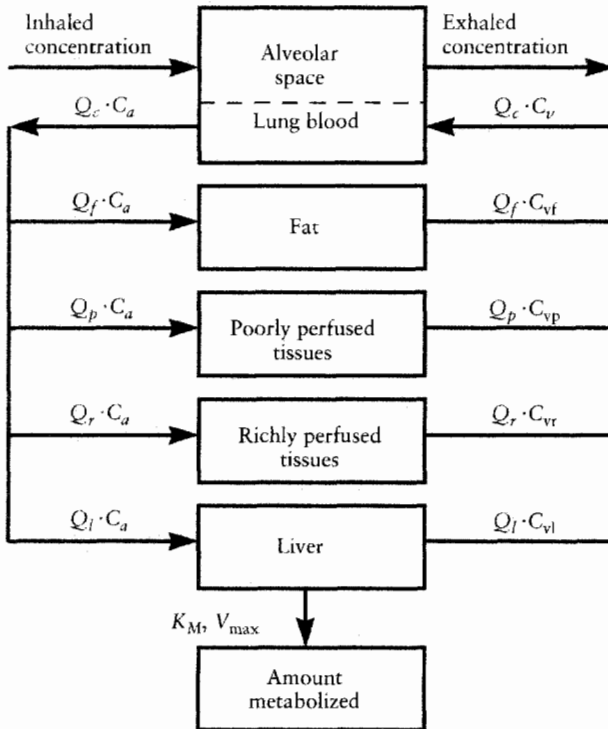 Inhaled
concentration
Alveolar
space
Exhaled
concentration
Q_c · C_a
Lung blood
Q_c · C_v
Q_f · C_a
Fat
Q_f · C_vf
Q_p · C_a
Poorly perfused
tissues
Q_p · C_vp
Q_r · C_a
Richly perfused
tissues
Q_r · C_vr
Q_l · C_a
Liver
Q_l · C_vl
K_M, V_max
Amount
metabolized